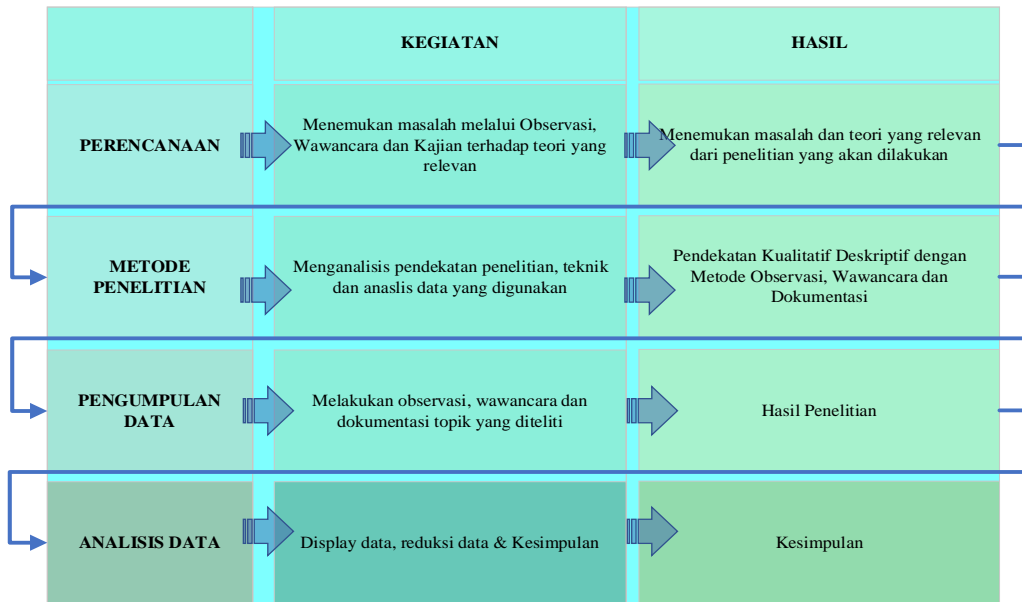 KEGIATAN
HASIL
PERENCANAAN
Menemukan masalah melalui Observasi,
Wawancara dan Kajian terhadap teori yang
relevan
Menemukan masalah dan teori yang relevan
dari penelitian yang akan dilakukan
METODE
PENELITIAN
Menganalisis pendekatan penelitian, teknik
dan anaslis data yang digunakan
Pendekatan Kualitatif Deskriptif dengan
Metode Observasi, Wawancara dan
Dokumentasi
PENGUMPULAN
DATA
Melakukan observasi, wawancara dan
dokumentasi topik yang diteliti
Hasil Penelitian
ANALISIS DATA
Display data, reduksi data & Kesimpulan
Kesimpulan